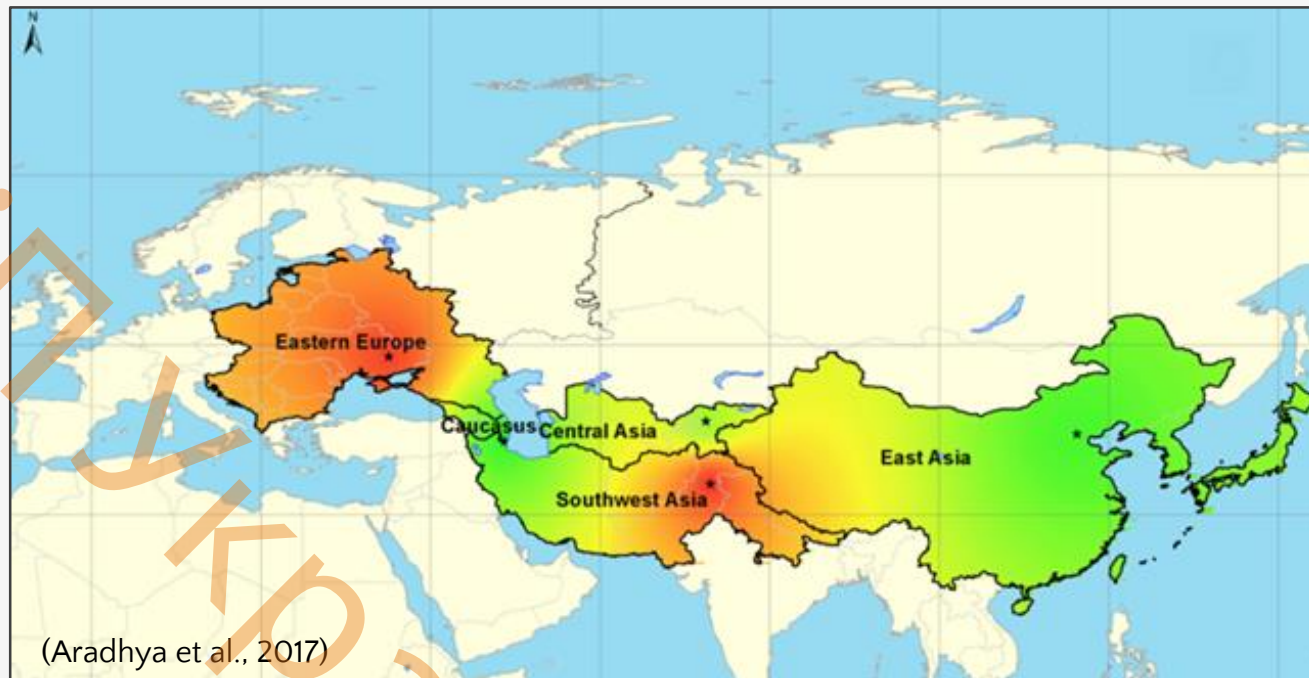 N
Eastern Europe
Caucasus
Central Asia
East Asia
Southwest Asia
(Aradhya et al., 2017)